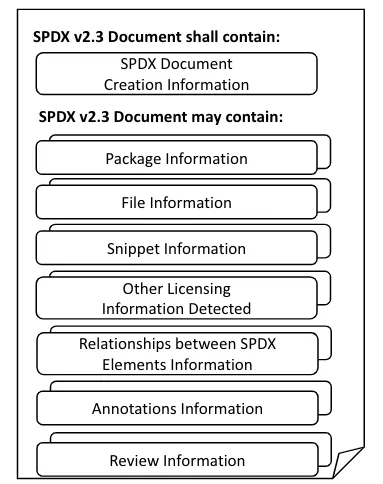 SPDX v2.3 Document shall contain:
SPDX Document
Creation Information
SPDX v2.3 Document may contain:
Package Information
File Information
Snippet Information
Other Licensing
Information Detected
Relationships between SPDX
Elements Information
Annotations Information
Review Information